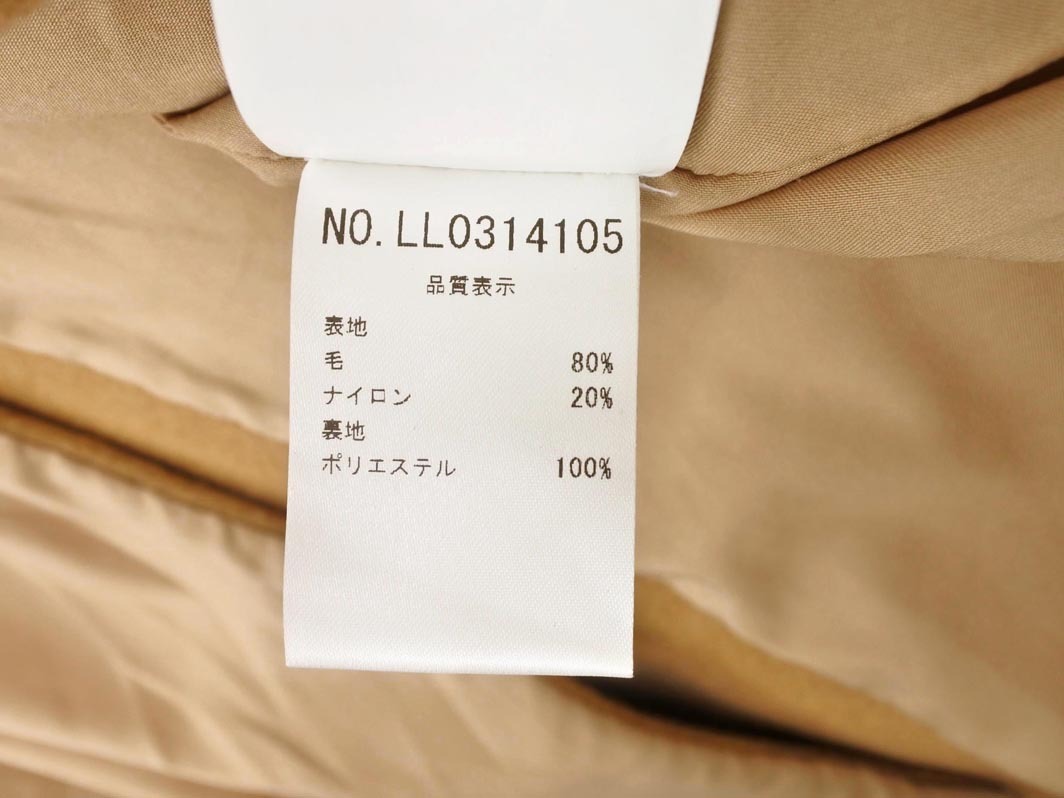 NO.LL0314105
品質表示
表地
毛 80%
ナイロン 20%
裏地
ポリエステル 100%